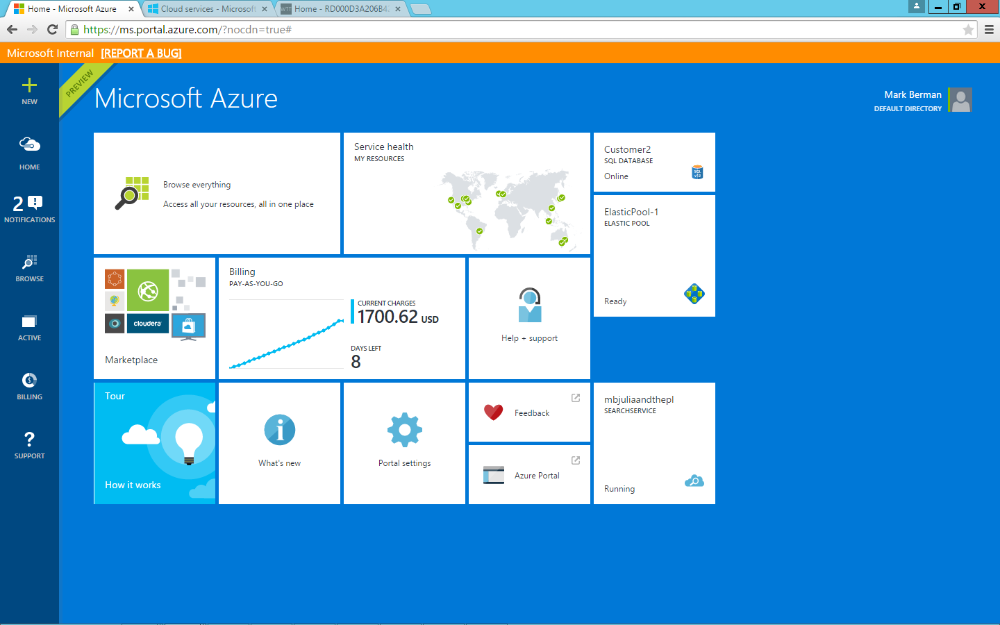 Home - Microsoft Azure
Cloud services - Microsoft
Home - RD000D3A206B42
https://ms.portal.azure.com/?nocdn=true#
Microsoft Internal [REPORT A BUG]
PREVIEW
Microsoft Azure
Mark Berman
DEFAULT DIRECTORY
NEW
HOME
2
NOTIFICATIONS
BROWSE
ACTIVE
BILLING
?
SUPPORT
Browse everything
Access all your resources, all in one place
Service health
MY RESOURCES
Customer2
SQL DATABASE
Online
SQL
V12
ElasticPool-1
ELASTIC POOL
Ready
cloudera
Marketplace
Billing
PAY-AS-YOU-GO
CURRENT CHARGES
1700.62 USD
DAYS LEFT
8
Help + support
Tour
How it works
What's new
Portal settings
Feedback
Azure Portal
mbjuliaandthepl
SEARCHSERVICE
Running